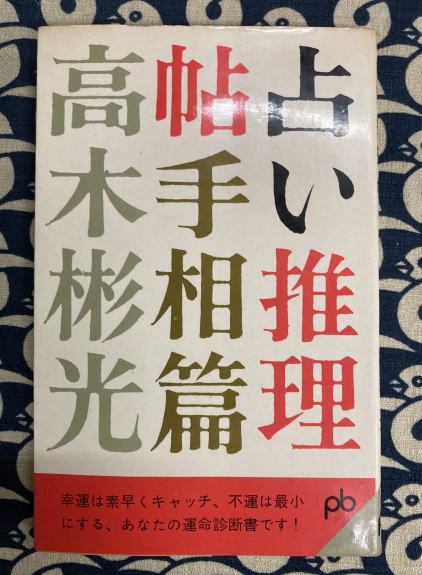 占い推理
帖手相篇
高木彬光
幸運は素早くキャッチ、不運は最小
にする、あなたの運命診断書です！
pb